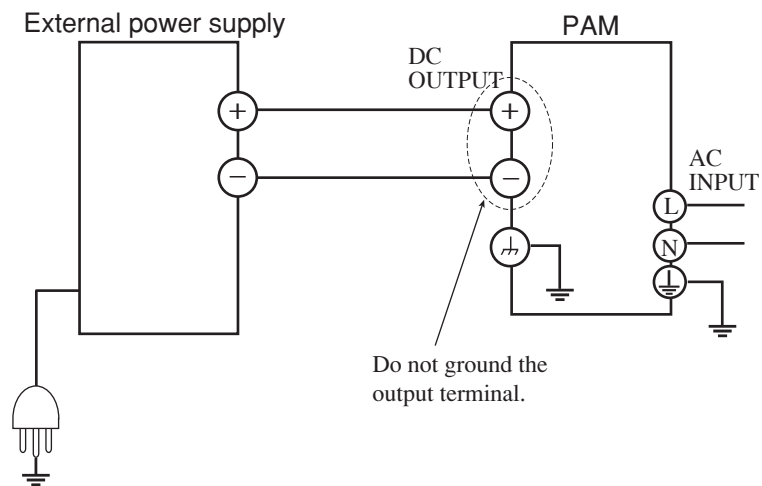 External power supply
PAM
DC
OUTPUT
+
+
−
−
AC
INPUT
L
N
Do not ground the
output terminal.